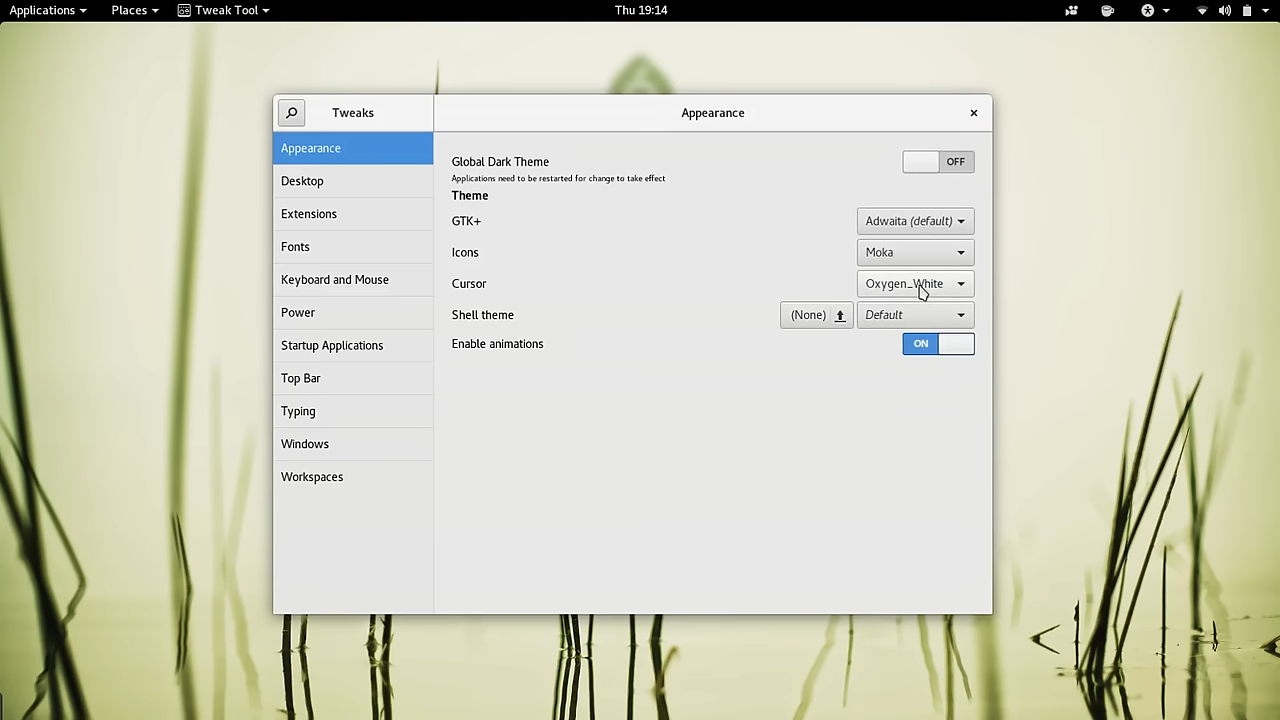 Applications Places Tweak Tool Thu 19:14
Tweaks Appearance
Appearance
Desktop
Extensions
Fonts
Keyboard and Mouse
Power
Startup Applications
Top Bar
Typing
Windows
Workspaces
Global Dark Theme OFF
Applications need to be restarted for change to take effect
Theme
GTK+ Adwaita (default)
Icons Moka
Cursor Oxygen_White
Shell theme (None) Default
Enable animations ON